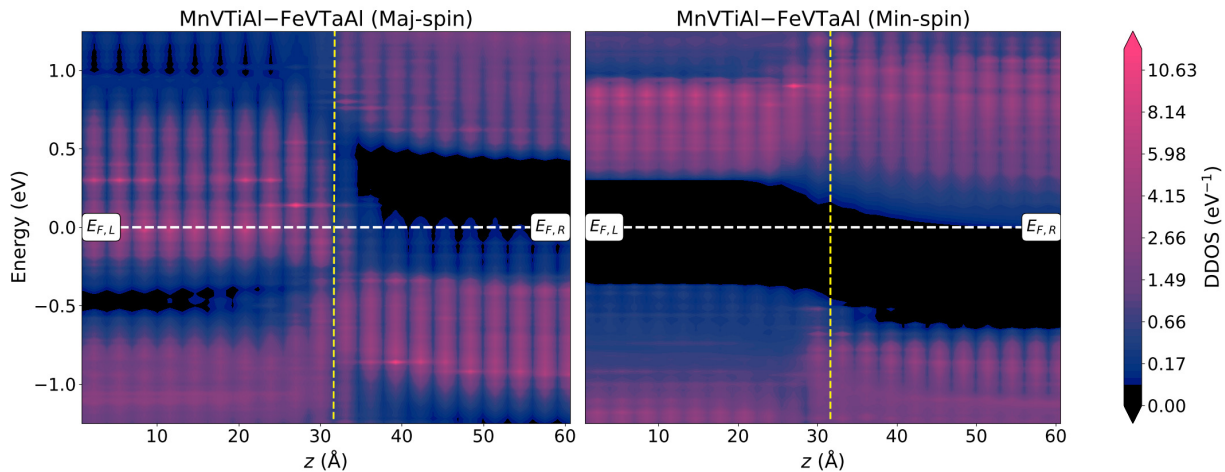 MnVTiAl−FeVTaAl (Maj-spin)
MnVTiAl−FeVTaAl (Min-spin)
Energy (eV)
1.0
0.5
0.0
−0.5
−1.0
E_{F,L}
E_{F,R}
E_{F,L}
E_{F,R}
10 20 30 40 50 60
10 20 30 40 50 60
z (Å)
z (Å)
10.63
8.14
5.98
4.15
2.66
1.49
0.66
0.17
0.00
DDOS (eV⁻¹)